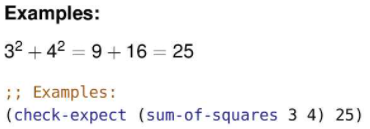 Examples:
3² + 4² = 9 + 16 = 25
;; Examples:
(check-expect (sum-of-squares 3 4) 25)